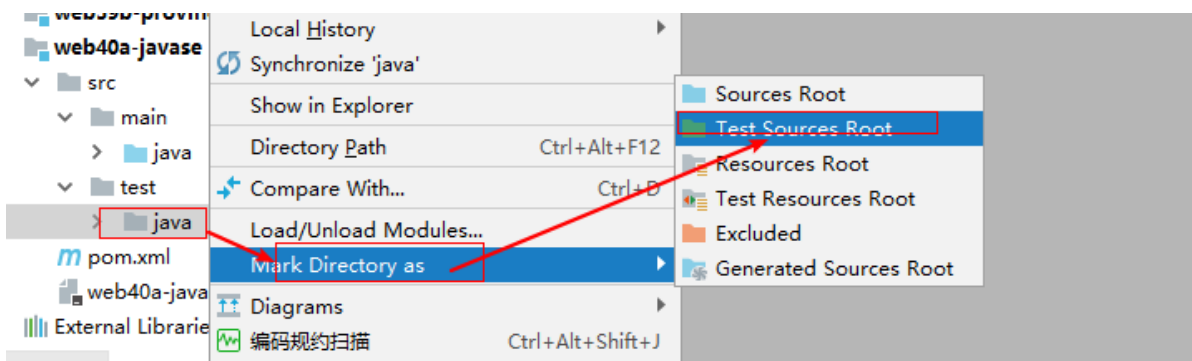 web40a-javase
src
main
java
test
java
pom.xml
web40a-java
External Librarie
Local History
Synchronize 'java'
Show in Explorer
Directory Path Ctrl+Alt+F12
Compare With... Ctrl+D
Load/Unload Modules...
Mark Directory as
Diagrams
编码规约扫描 Ctrl+Alt+Shift+J
Sources Root
Test Sources Root
Resources Root
Test Resources Root
Excluded
Generated Sources Root